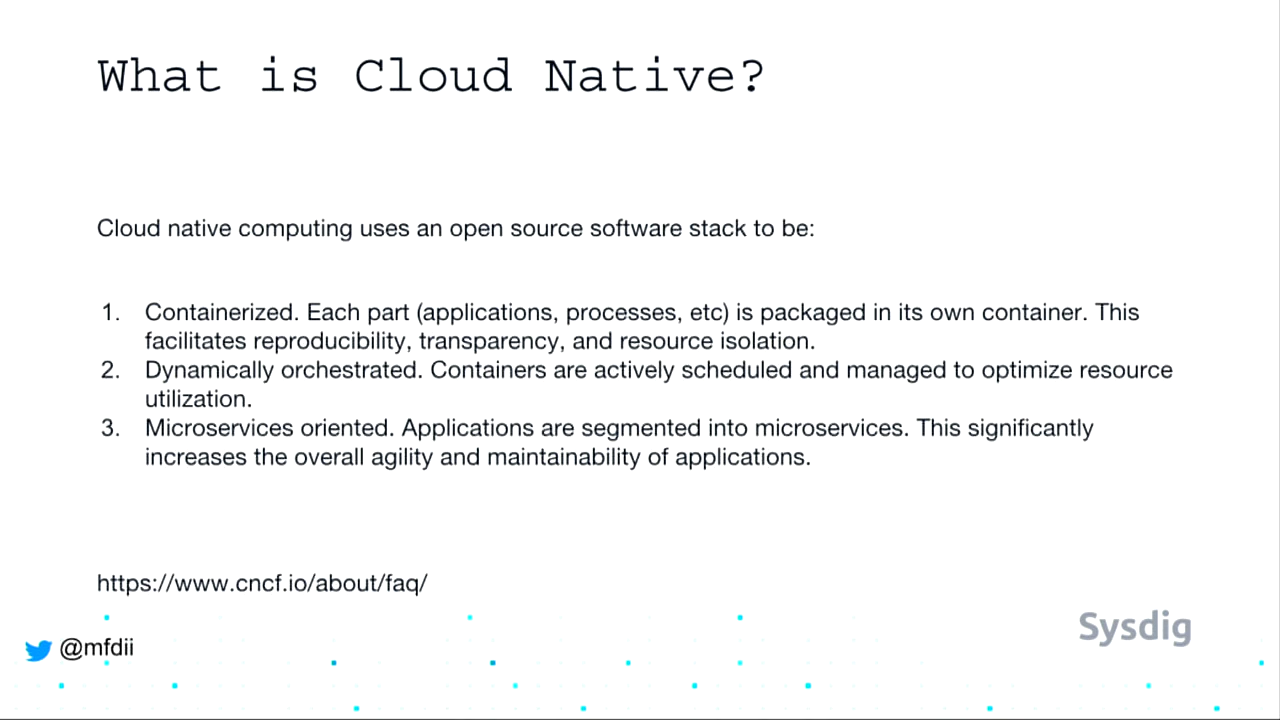 What is Cloud Native?
Cloud native computing uses an open source software stack to be:
1. Containerized. Each part (applications, processes, etc) is packaged in its own container. This
facilitates reproducibility, transparency, and resource isolation.
2. Dynamically orchestrated. Containers are actively scheduled and managed to optimize resource
utilization.
3. Microservices oriented. Applications are segmented into microservices. This significantly
increases the overall agility and maintainability of applications.
https://www.cncf.io/about/faq/
Sysdig
@mfdii